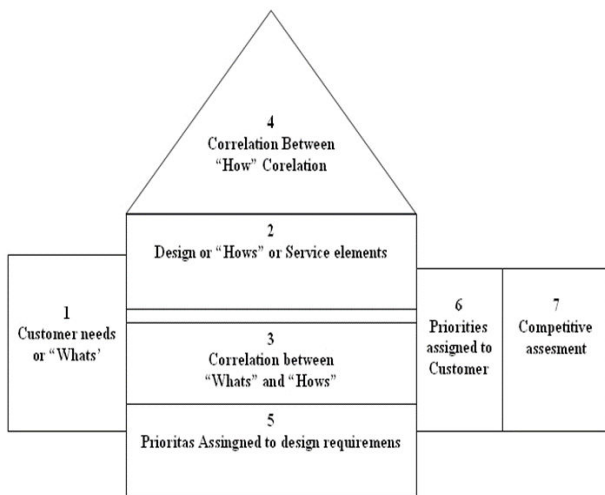 4
Correlation Between
“How” Corelation
2
Design or “Hows” or Service elements
1
Customer needs
or “Whats’
3
Correlation between
“Whats” and “Hows”
6
Priorities
assigned to
Customer
7
Competitive
assesment
5
Prioritas Assingned to design requiremens